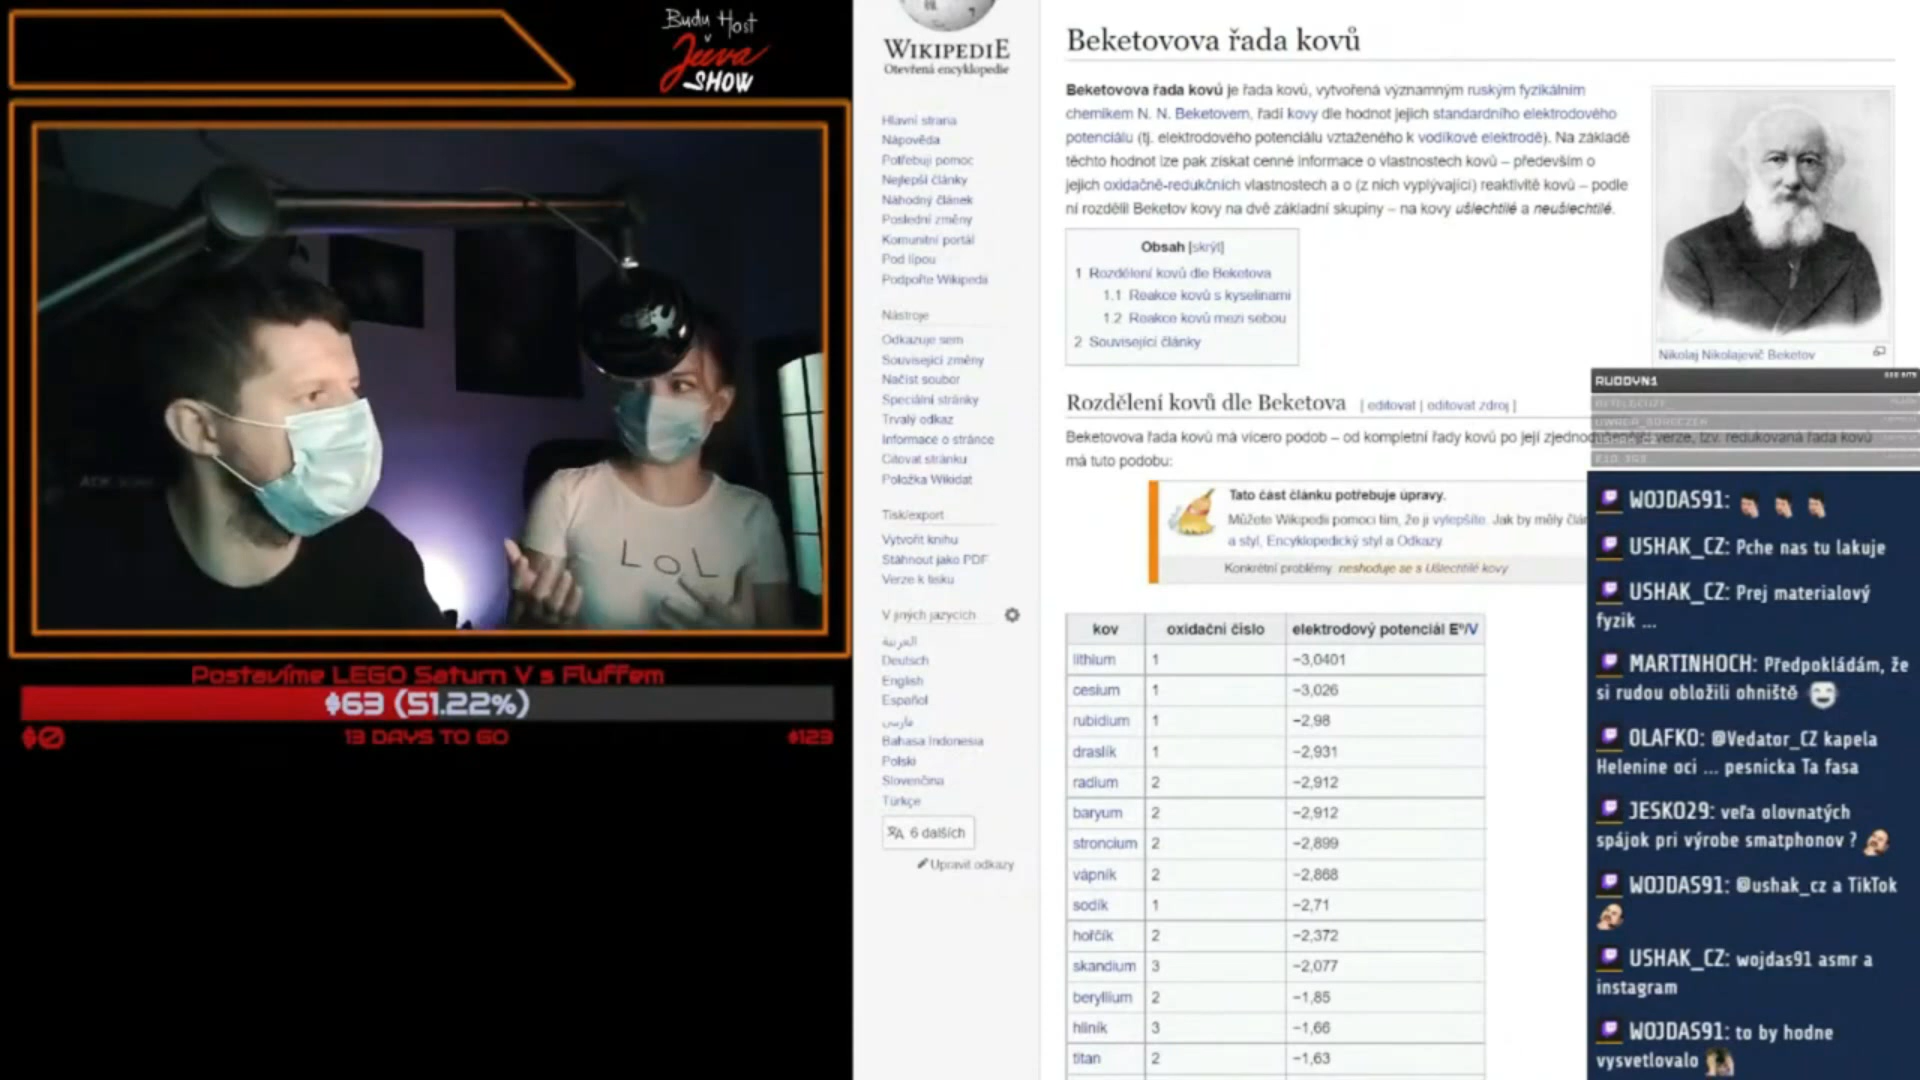 Budu Host
v
Juva
SHOW
LOL
Postavíme LEGO Saturn V s Fluffem
$63 (51.22%)
$0
13 DAYS TO GO
$123
WIKIPEDIE
Otevřená encyklopedie
Hlavní strana
Nápověda
Potřebuji pomoc
Nejlepší články
Náhodný článek
Poslední změny
Komunitní portál
Pod lípou
Podpořte Wikipedii
Nástroje
Odkazuje sem
Související změny
Načíst soubor
Speciální stránky
Trvalý odkaz
Informace o stránce
Citovat stránku
Položka Wikidat
Tisk/export
Vytvořit knihu
Stáhnout jako PDF
Verze k tisku
V jiných jazycích
العربية
Deutsch
English
Español
فارسی
Bahasa Indonesia
Polski
Slovenčina
Türkçe
6 dalších
Upravit odkazy
Beketovova řada kovů
Beketovova řada kovů je řada kovů, vytvořená významným ruským fyzikálním
chemikem N. N. Beketovem, řadí kovy dle hodnot jejich standardního elektrodového
potenciálu (tj. elektrodového potenciálu vztaženého k vodíkové elektrodě). Na základě
těchto hodnot lze pak získat cenné informace o vlastnostech kovů – především o
jejich oxidačně-redukčních vlastnostech a o (z nich vyplývající) reaktivitě kovů – podle
ní rozdělil Beketov kovy na dvě základní skupiny – na kovy ušlechtilé a neušlechtilé.
Nikolaj Nikolajevič Beketov
Obsah [skrýt]
1 Rozdělení kovů dle Beketova
1.1 Reakce kovů s kyselinami
1.2 Reakce kovů mezi sebou
2 Související články
Rozdělení kovů dle Beketova [ editovat | editovat zdroj ]
Beketovova řada kovů má vícero podob – od kompletní řady kovů po její verze, tzv. redukovaná řada kovů
má tuto podobu:
Tato část článku potřebuje úpravy.
Můžete Wikipedii pomoci tím, že ji vylepšíte. Jak by měly člán
a styl, Encyklopedický styl a Odkazy.
Konkrétní problémy: neshoduje se s Ušlechtilé kovy
kov oxidační číslo elektrodový potenciál E°/V
lithium 1 −3,0401
cesium 1 −3,026
rubidium 1 −2,98
draslík 1 −2,931
radium 2 −2,912
baryum 2 −2,912
stroncium 2 −2,899
vápník 2 −2,868
sodík 1 −2,71
hořčík 2 −2,372
skandium 3 −2,077
beryllium 2 −1,85
hliník 3 −1,66
titan 2 −1,63
RUDDYN1
WOJDAS91:
USHAK_CZ: Pche nas tu lakuje
USHAK_CZ: Prej materialový
fyzik ...
MARTINHOCH: Předpokládám, že
si rudou obložili ohniště
OLAFKO: @Vedator_CZ kapela
Helenine oci ... pesnicka Ta fasa
JESKO29: veľa olovnatých
spájok pri výrobe smatphonov ?
WOJDAS91: @ushak_cz a TikTok
USHAK_CZ: wojdas91 asmr a
instagram
WOJDAS91: to by hodne
vysvetlovalo